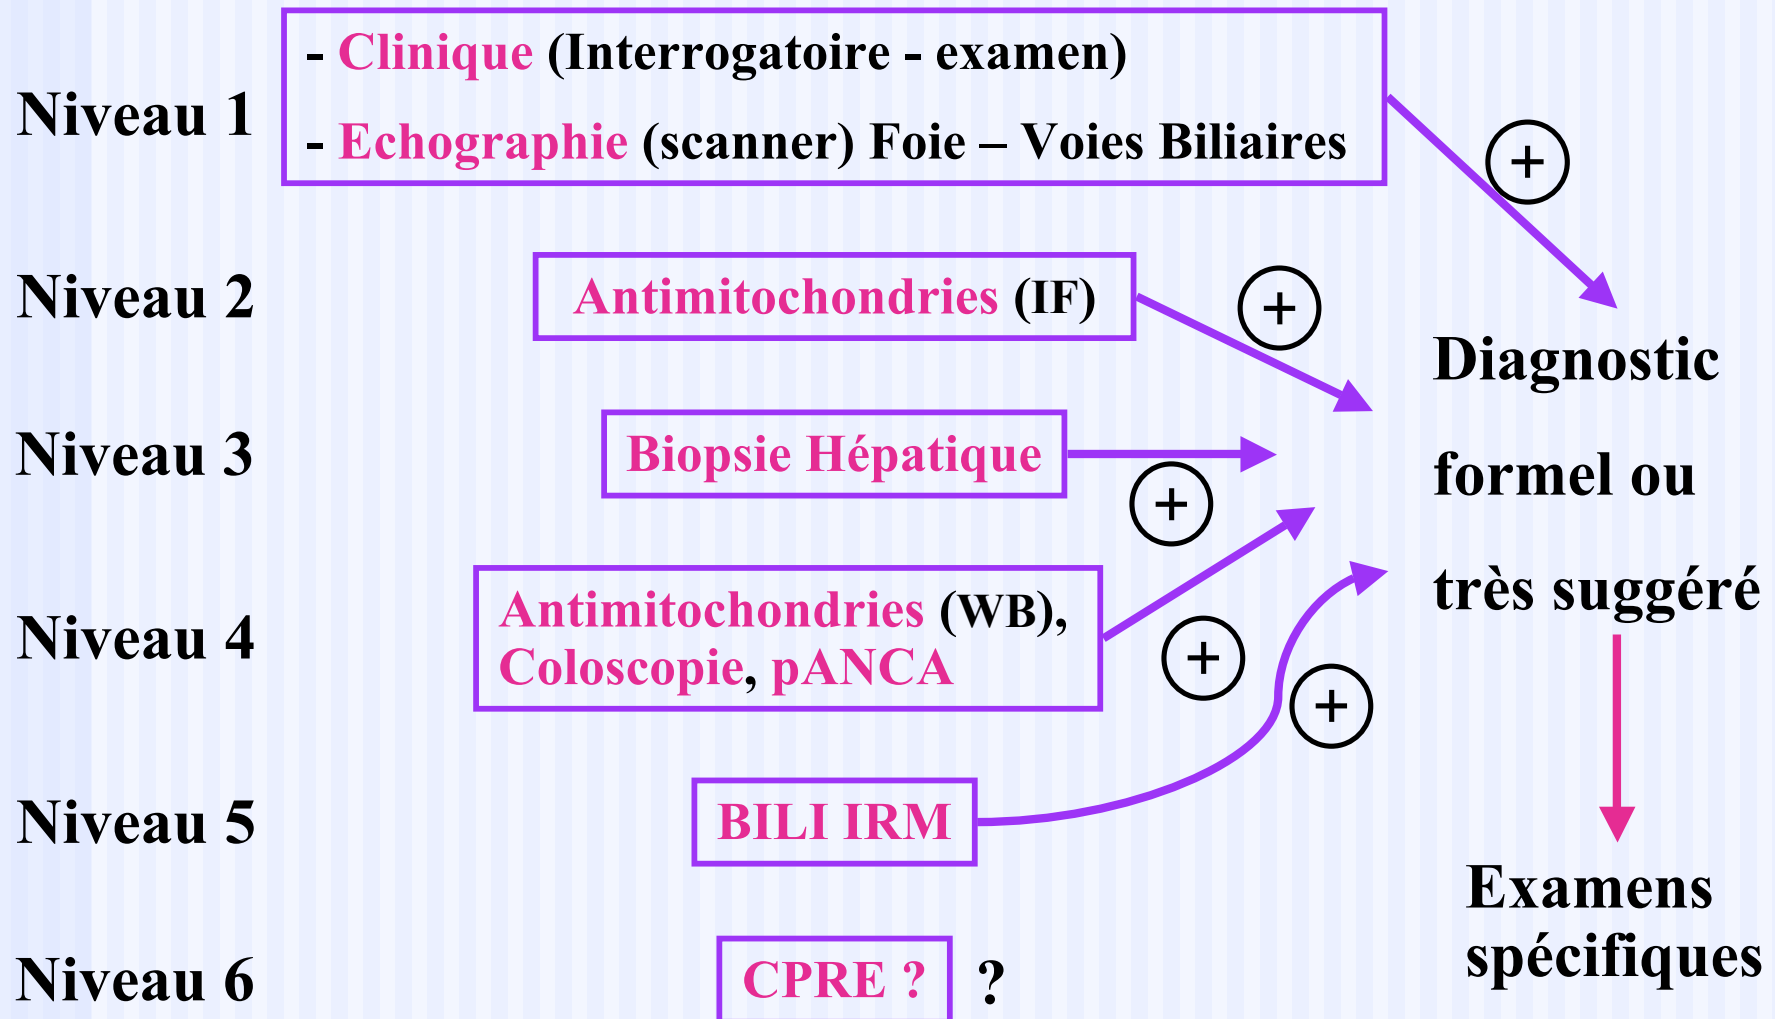 - Clinique (Interrogatoire - examen)
Niveau 1
- Echographie (scanner) Foie – Voies Biliaires
+
Niveau 2
Antimitochondries (IF)
+
Diagnostic
Niveau 3
Biopsie Hépatique
+
formel ou
très suggéré
Niveau 4
Antimitochondries (WB),
Coloscopie, pANCA
+
+
Niveau 5
BILI IRM
Examens
spécifiques
Niveau 6
CPRE ? ?